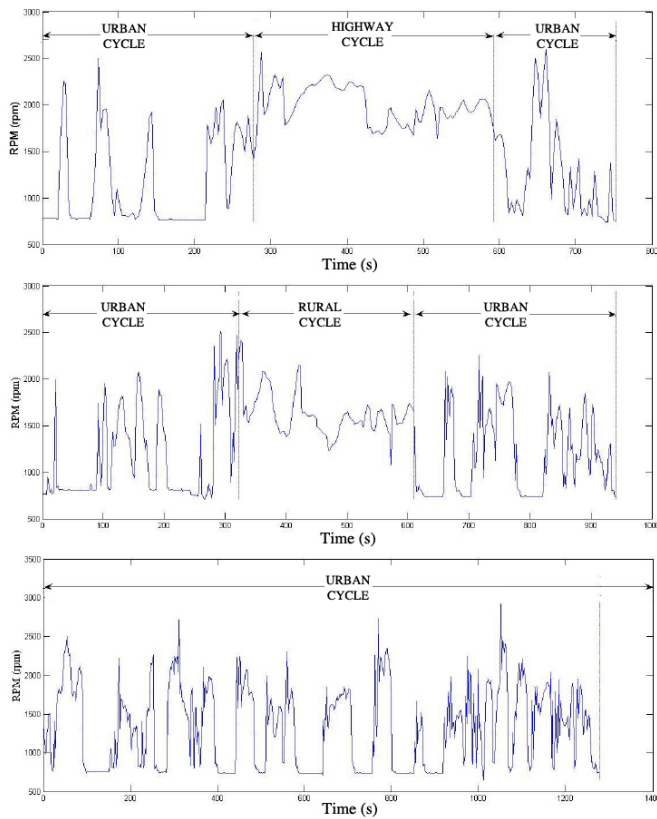 URBAN HIGHWAY URBAN
CYCLE CYCLE CYCLE
3000
2500
2000
1500
1000
500
RPM (rpm)
0 100 200 300 400 500 600 700 800
Time (s)
URBAN RURAL URBAN
CYCLE CYCLE CYCLE
3000
2500
2000
1500
1000
500
RPM (rpm)
0 100 200 300 400 500 600 700 800 900 1000
Time (s)
URBAN
CYCLE
3500
3000
2500
2000
1500
1000
500
RPM (rpm)
0 200 400 600 800 1000 1200 1400
Time (s)